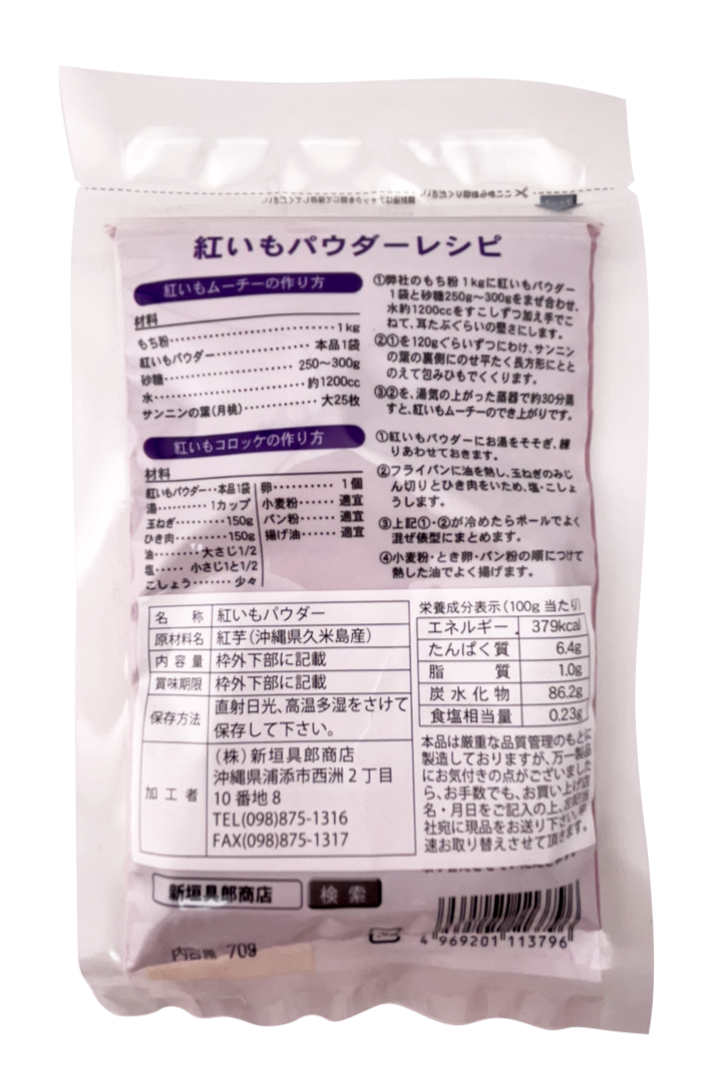 紅いもパウダーレシピ
紅いもムーチーの作り方
材料
もち粉・・・・・・・・・・・・・・・・・・1kg
紅いもパウダー・・・・・・・・・・・・本品1袋
砂糖・・・・・・・・・・・・・・・・250〜300g
水・・・・・・・・・・・・・・・・・・約1200cc
サンニンの葉(月桃)・・・・・・・・・・大25枚
①弊社のもち粉1kgに紅いもパウダー
1袋と砂糖250g〜300gをまぜ合わせ、
水約1200ccをすこしずつ加え手でこ
ねて、耳たぶぐらいの堅さにします。
②①を120gぐらいずつにわけ、サンニン
の葉の裏側にのせ平たく長方形にとと
のえて包みひもでくくります。
③②を、湯気の上がった蒸器で約30分蒸
すと、紅いもムーチーのでき上がりです。
紅いもコロッケの作り方
材料
紅いもパウダー・・本品1袋
湯・・・・・・・・・・1カップ
玉ねぎ・・・・・・・・150g
ひき肉・・・・・・・・150g
油・・・・・・・・大さじ1/2
塩・・・・・小さじ1と1/2
こしょう・・・・・・・少々
卵・・・・・・・・・・1個
小麦粉・・・・・・適宜
パン粉・・・・・・適宜
揚げ油・・・・・・適宜
①紅いもパウダーにお湯をそそぎ、練
りあわせておきます。
②フライパンに油を熱し、玉ねぎのみじ
ん切りとひき肉をいため、塩・こしょ
うします。
③上記①・②が冷めたらボールでよく
混ぜ俵型にまとめます。
④小麦粉・とき卵・パン粉の順につけて
熱した油でよく揚げます。
名称 紅いもパウダー
原材料名 紅芋(沖縄県久米島産)
内容量 枠外下部に記載
賞味期限 枠外下部に記載
保存方法 直射日光、高温多湿をさけて
保存して下さい。
加工者 (株)新垣具郎商店
沖縄県浦添市西洲2丁目
10番地8
TEL(098)875-1316
FAX(098)875-1317
栄養成分表示(100g当たり)
エネルギー 379kcal
たんぱく質 6.4g
脂質 1.0g
炭水化物 86.2g
食塩相当量 0.23g
本品は厳重な品質管理のもとに
製造しておりますが、万一製品
にお気付きの点がございました
ら、お手数でも、お買い上げ店
名・月日をご記入の上、
社宛に現品をお送り下さい。
速お取り替えさせて頂きます。
新垣具郎商店 検索
内容量 70g
4 969201 113796